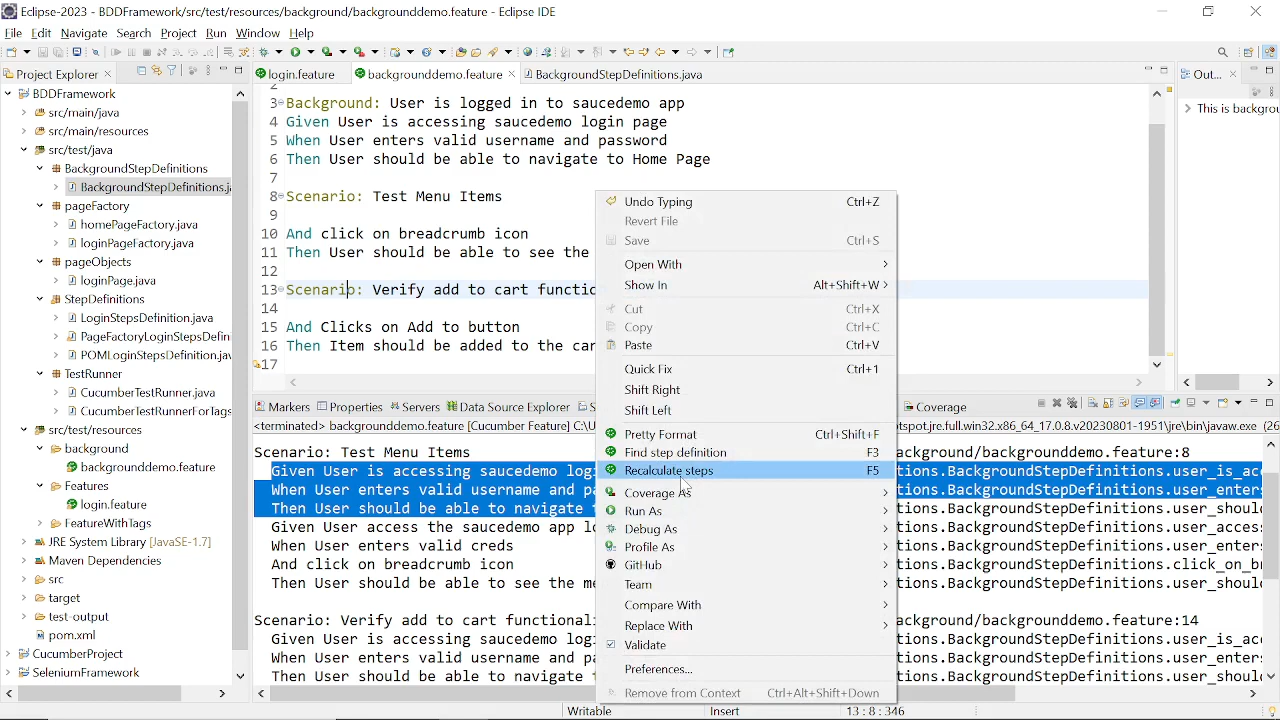 Eclipse-2023 - BDDFramework/src/test/resources/background/backgrounddemo.feature - Eclipse IDE
File Edit Navigate Search Project Run Window Help
Project Explorer
login.feature
backgrounddemo.feature
BackgroundStepDefinitions.java
Out...
BDDFramework
src/main/java
src/main/resources
src/test/java
BackgroundStepDefinitions
BackgroundStepDefinitions.j
pageFactory
homePageFactory.java
loginPageFactory.java
pageObjects
loginPage.java
StepDefinitions
LoginStepsDefinition.java
PageFactoryLoginStepsDefin
POMLoginStepsDefinition.jav
TestRunner
CucumberTestRunner.java
CucumberTestRunnerForTags
src/test/resources
background
backgrounddemo.feature
Features
login.feature
FeatureWithTags
JRE System Library [JavaSE-1.7]
Maven Dependencies
src
target
test-output
pom.xml
CucumberProject
SeleniumFramework
2
3 Background: User is logged in to saucedemo app
4 Given User is accessing saucedemo login page
5 When User enters valid username and password
6 Then User should be able to navigate to Home Page
7
8 Scenario: Test Menu Items
9
10 And click on breadcrumb icon
11 Then User should be able to see the
12
13 Scenario: Verify add to cart functio
14
15 And Clicks on Add to button
16 Then Item should be added to the car
17
This is backgro
Undo Typing Ctrl+Z
Revert File
Save Ctrl+S
Open With
Show In Alt+Shift+W
Cut Ctrl+X
Copy Ctrl+C
Paste Ctrl+V
Quick Fix Ctrl+1
Shift Right
Shift Left
Pretty Format Ctrl+Shift+F
Find step definition F3
Recalculate steps F5
Coverage As
Run As
Debug As
Profile As
GitHub
Team
Compare With
Replace With
Validate
Preferences...
Remove from Context Ctrl+Alt+Shift+Down
Markers Properties Servers Data Source Explorer S
Coverage
<terminated> backgrounddemo.feature [Cucumber Feature] C:\U
otspot.jre.full.win32.x86_64_17.0.8.v20230801-1951\jre\bin\javaw.exe (26
Scenario: Test Menu Items
ackground/backgrounddemo.feature:8
Given User is accessing saucedemo logi
tions.BackgroundStepDefinitions.user_is_ac
When User enters valid username and pa
tions.BackgroundStepDefinitions.user_enter
Then User should be able to navigate t
tions.BackgroundStepDefinitions.user_shoul
Given User access the saucedemo app lo
tions.BackgroundStepDefinitions.user_acces
When User enters valid creds
tions.BackgroundStepDefinitions.user_enter
And click on breadcrumb icon
tions.BackgroundStepDefinitions.click_on_b
Then User should be able to see the me
tions.BackgroundStepDefinitions.user_shoul
Scenario: Verify add to cart functionali
ackground/backgrounddemo.feature:14
Given User is accessing saucedemo logi
tions.BackgroundStepDefinitions.user_is_ac
When User enters valid username and pa
tions.BackgroundStepDefinitions.user_enter
Then User should be able to navigate t
tions.BackgroundStepDefinitions.user_shoul
Writable
Insert
13 : 8 : 346